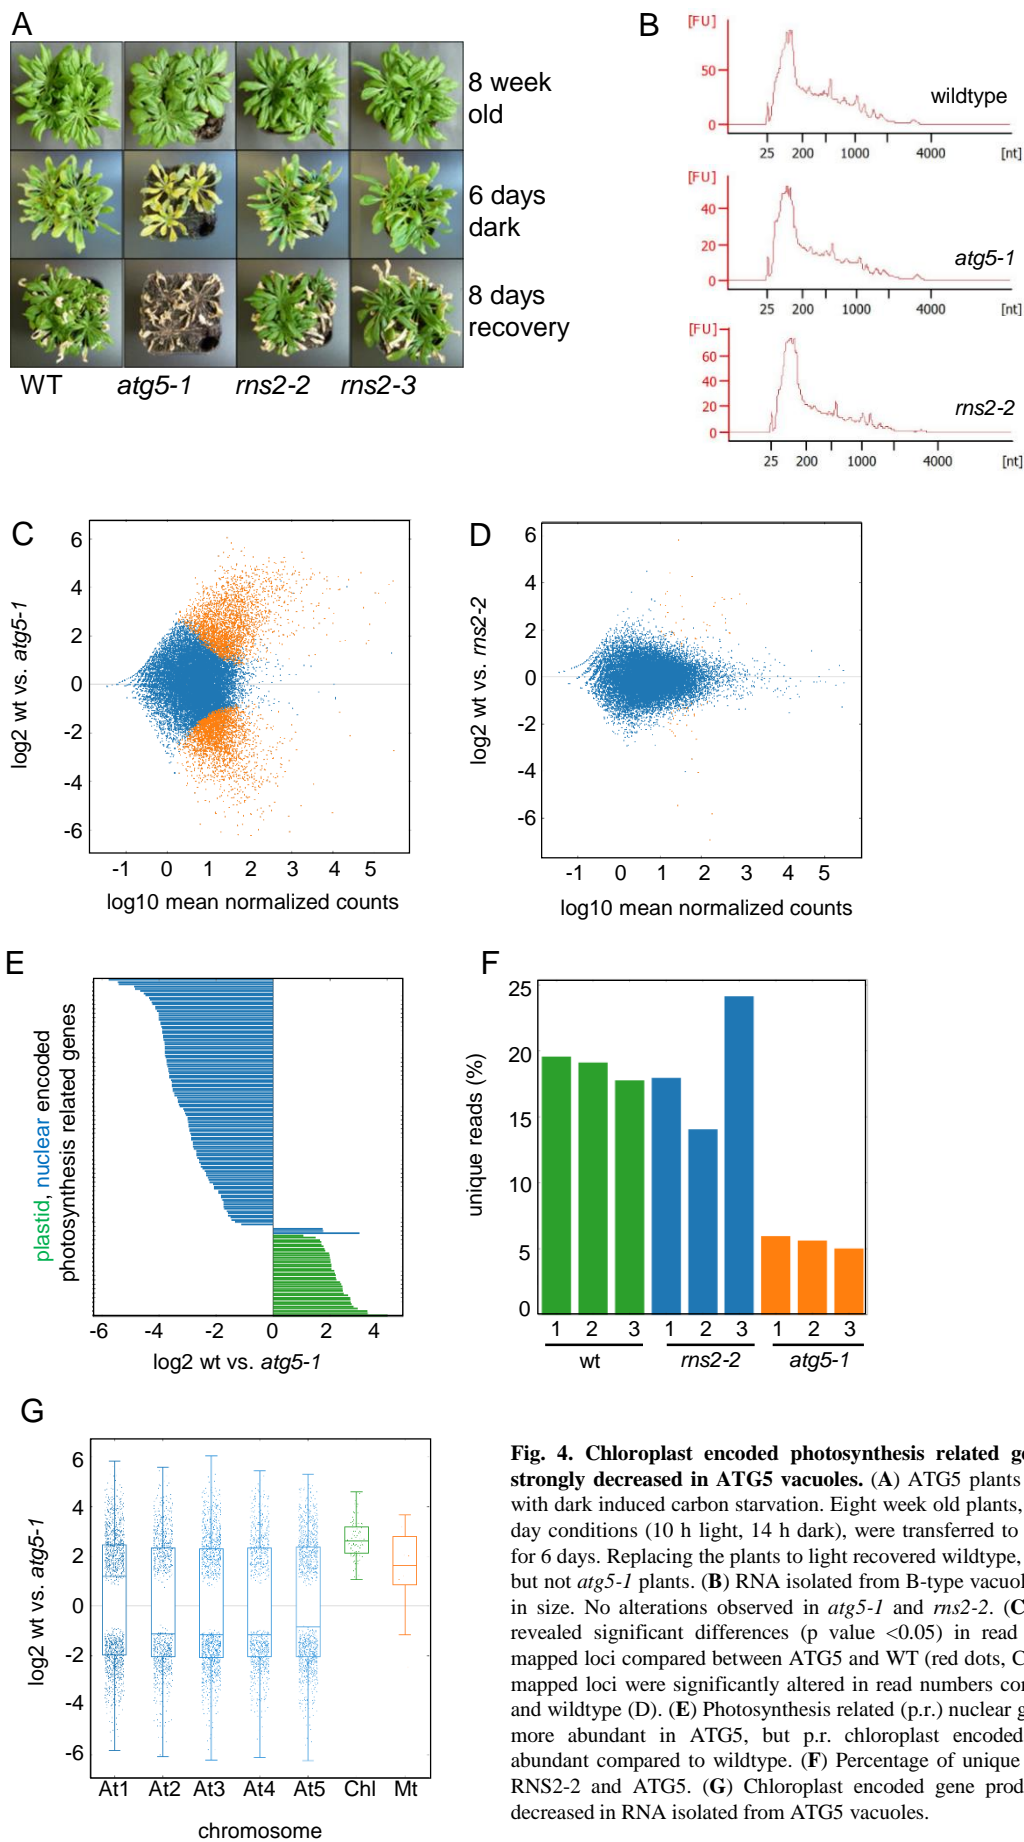 A
8 week
old
6 days
dark
8 days
recovery
WT atg5-1 rns2-2 rns2-3
B
[FU]
50
0
25 200 1000 4000 [nt]
wildtype
[FU]
40
20
0
25 200 1000 4000 [nt]
atg5-1
[FU]
60
40
20
0
25 200 1000 4000 [nt]
rns2-2
C
log2 wt vs. atg5-1
6
4
2
0
-2
-4
-6
-1 0 1 2 3 4 5
log10 mean normalized counts
D
log2 wt vs. rns2-2
6
4
2
0
-2
-4
-6
-1 0 1 2 3 4 5
log10 mean normalized counts
E
plastid, nuclear encoded
photosynthesis related genes
-6 -4 -2 0 2 4
log2 wt vs. atg5-1
F
unique reads (%)
25
20
15
10
5
0
1 2 3 1 2 3 1 2 3
wt rns2-2 atg5-1
G
log2 wt vs. atg5-1
6
4
2
0
-2
-4
-6
At1 At2 At3 At4 At5 Chl Mt
chromosome
Fig. 4. Chloroplast encoded photosynthesis related ge
strongly decreased in ATG5 vacuoles. (A) ATG5 plants
with dark induced carbon starvation. Eight week old plants,
day conditions (10 h light, 14 h dark), were transferred to
for 6 days. Replacing the plants to light recovered wildtype,
but not atg5-1 plants. (B) RNA isolated from B-type vacuol
in size. No alterations observed in atg5-1 and rns2-2. (C
revealed significant differences (p value <0.05) in read
mapped loci compared between ATG5 and WT (red dots, C
mapped loci were significantly altered in read numbers cor
and wildtype (D). (E) Photosynthesis related (p.r.) nuclear g
more abundant in ATG5, but p.r. chloroplast encoded
abundant compared to wildtype. (F) Percentage of unique
RNS2-2 and ATG5. (G) Chloroplast encoded gene prod
decreased in RNA isolated from ATG5 vacuoles.